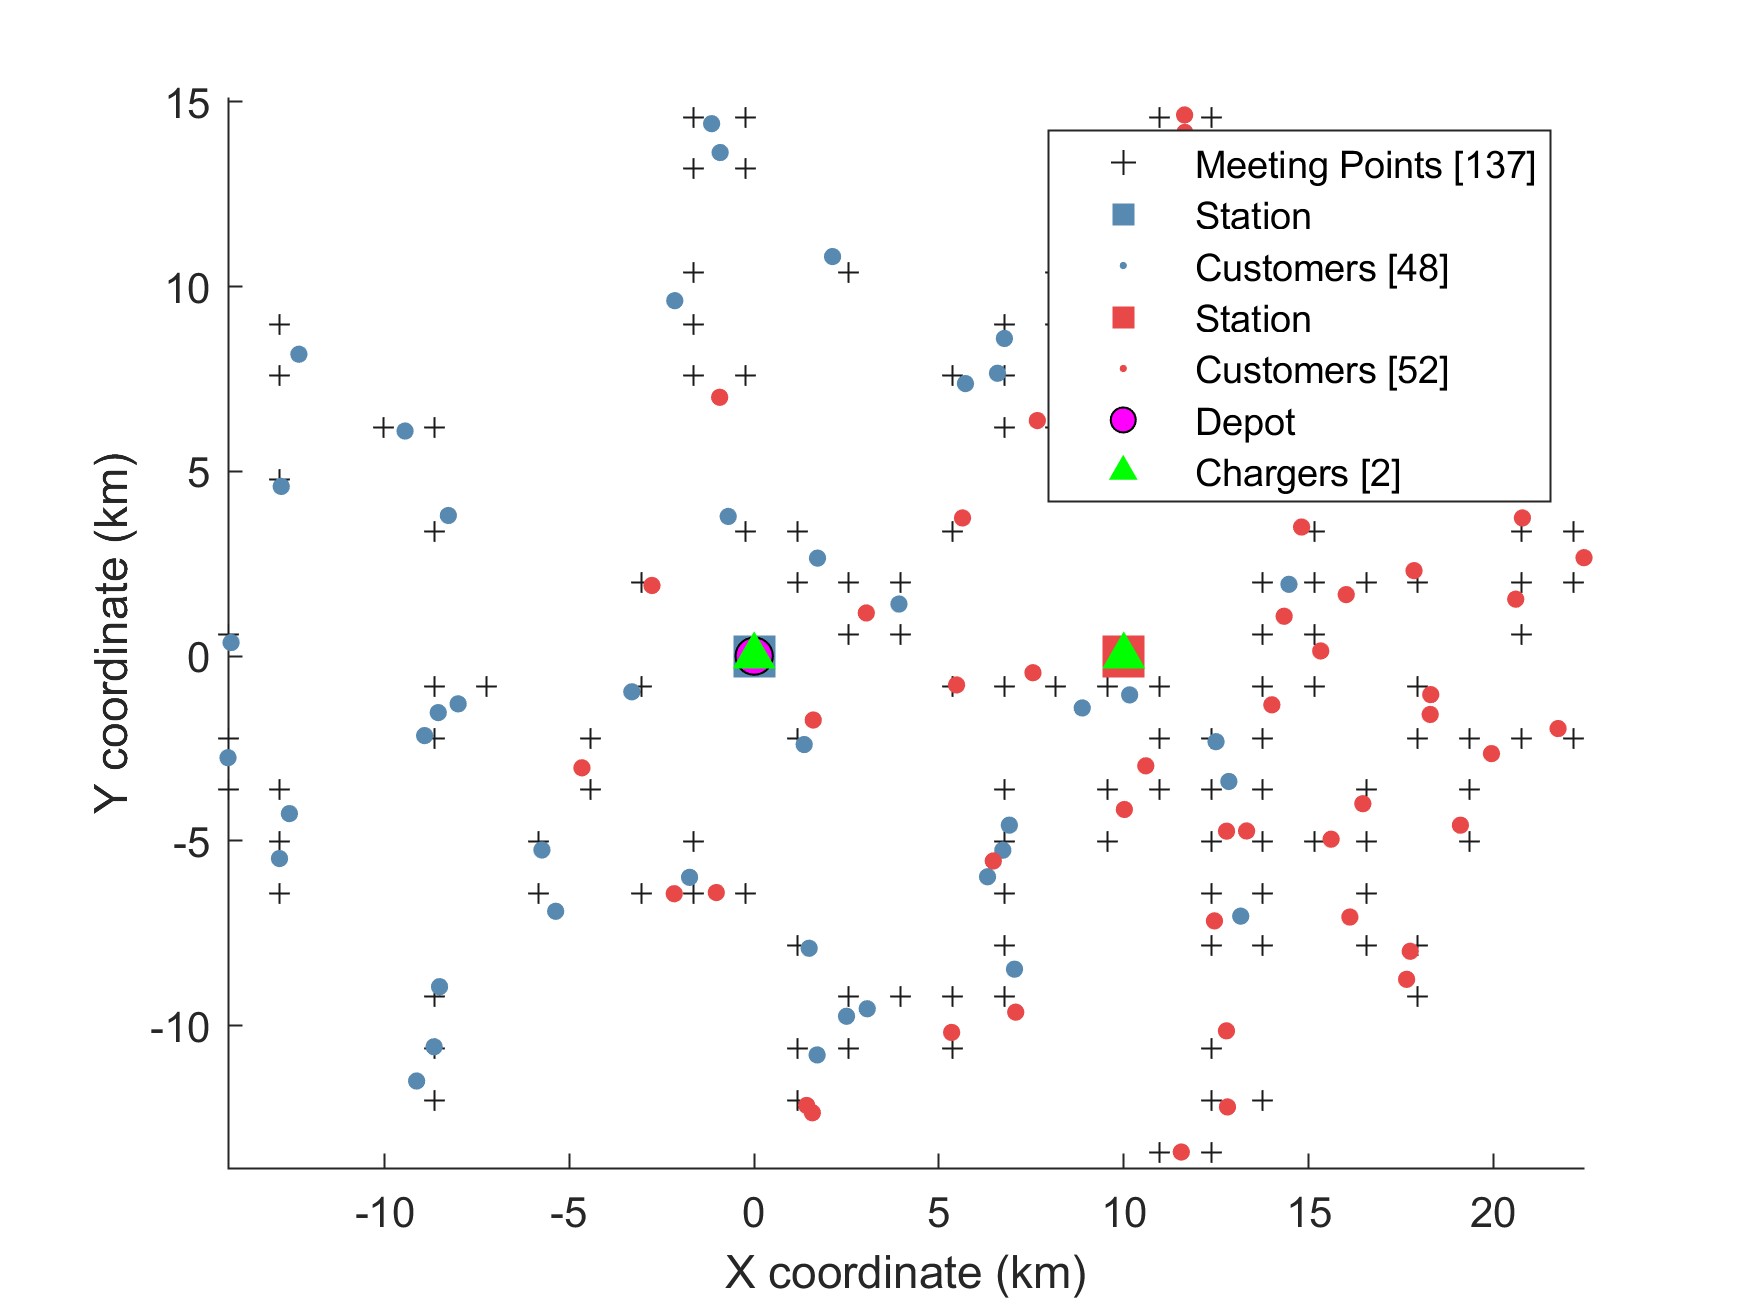 15
10
5
0
-5
-10
Y coordinate (km)
Meeting Points [137]
Station
Customers [48]
Station
Customers [52]
Depot
Chargers [2]
-10 -5 0 5 10 15 20
X coordinate (km)